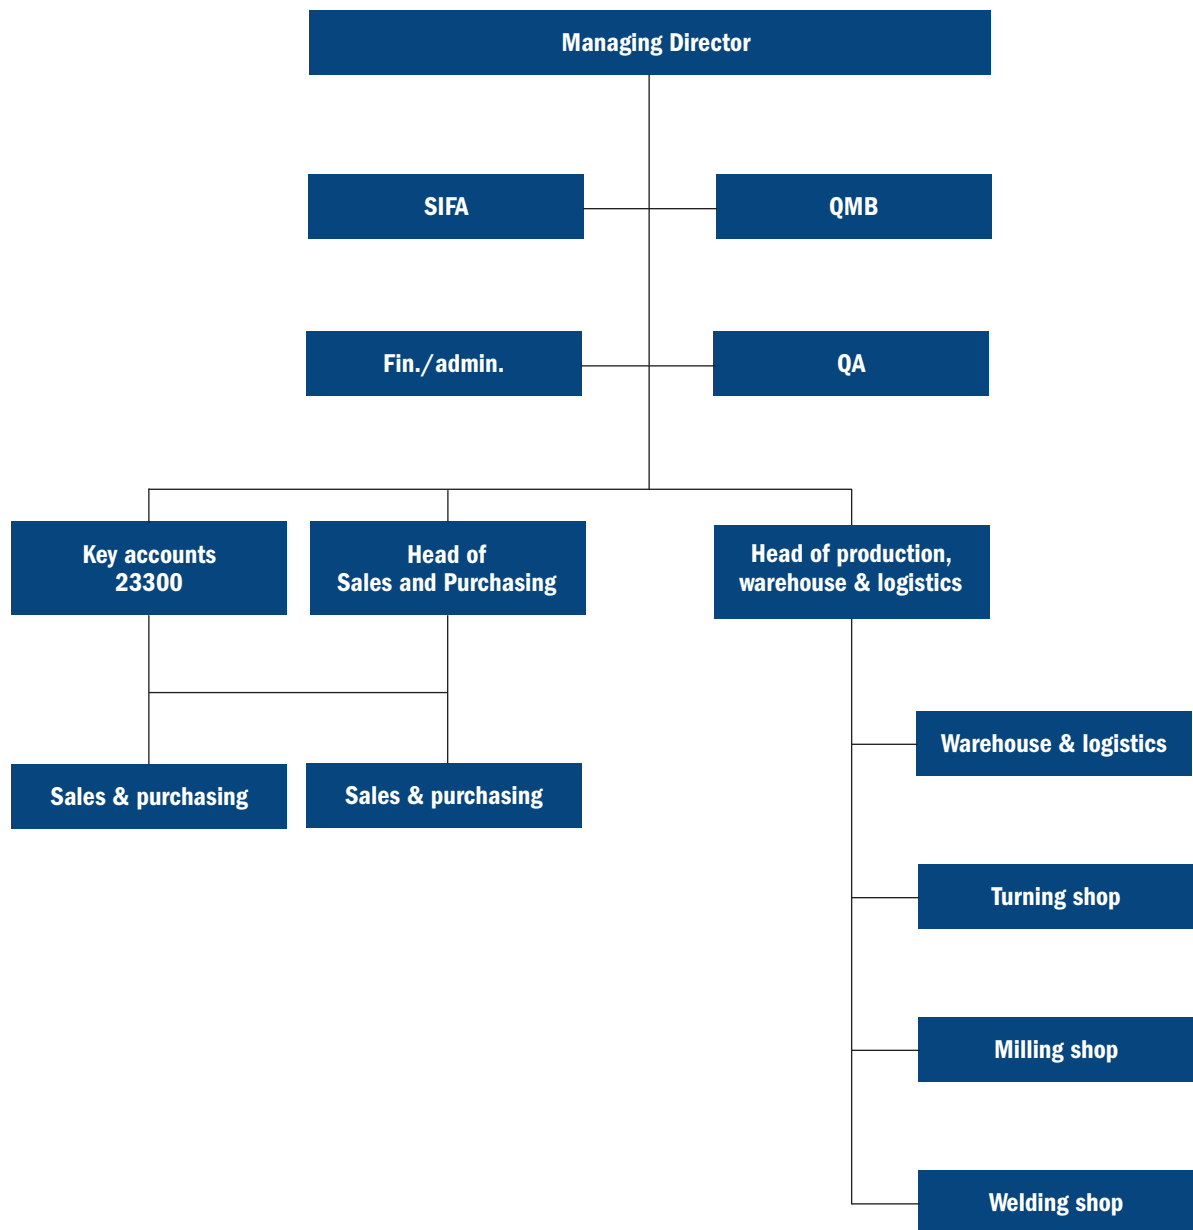 Managing Director
SIFA
QMB
Fin./admin.
QA
Key accounts
23300
Head of
Sales and Purchasing
Head of production,
warehouse & logistics
Warehouse & logistics
Sales & purchasing
Sales & purchasing
Turning shop
Milling shop
Welding shop